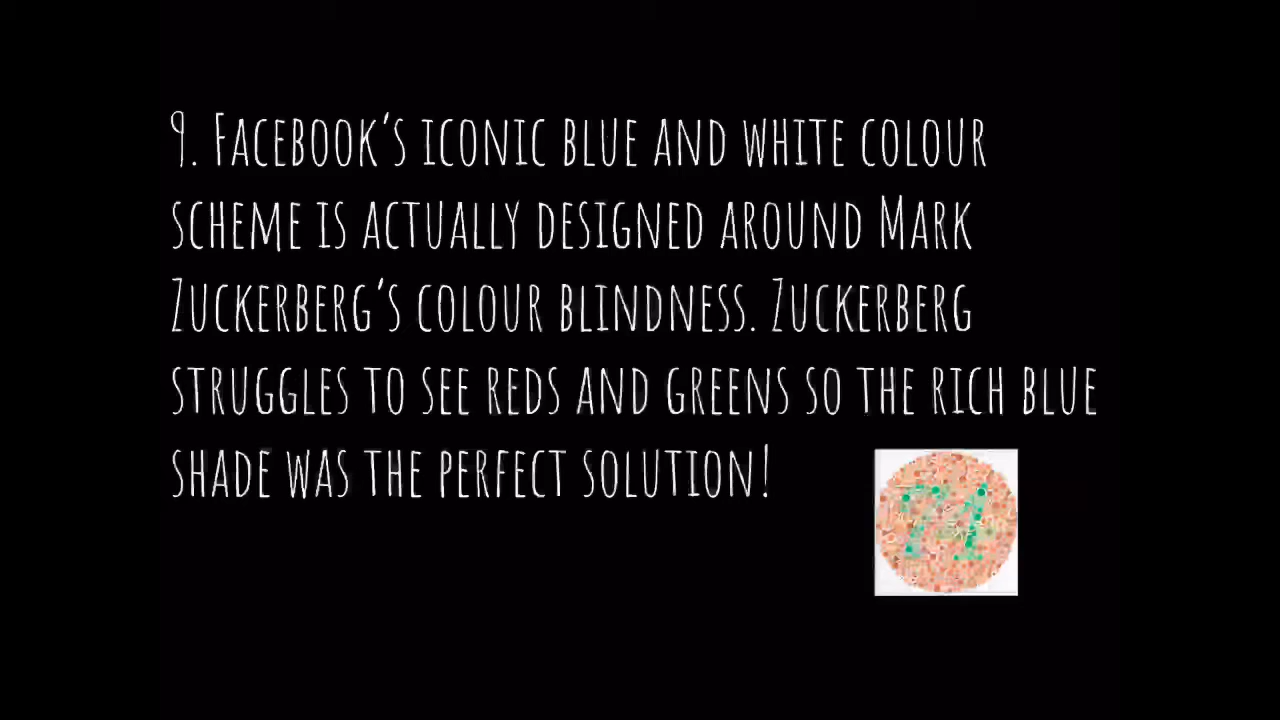 9. Facebook's iconic blue and white colour
scheme is actually designed around Mark
Zuckerberg's colour blindness. Zuckerberg
struggles to see reds and greens so the rich blue
shade was the perfect solution!
74